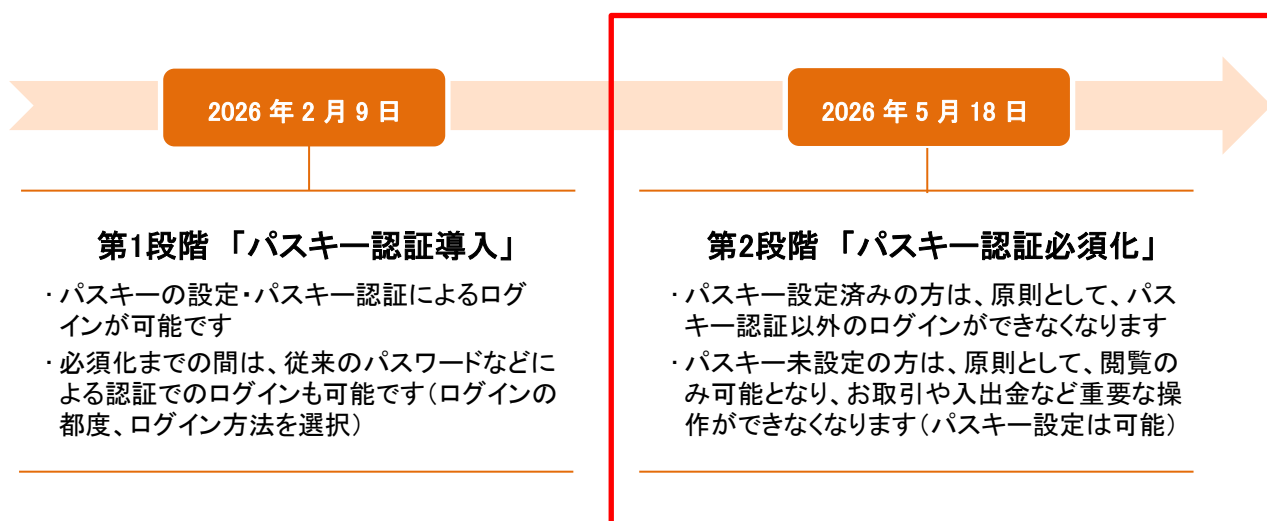 2026 年 2 月 9 日
2026 年 5 月 18 日
第1段階 「パスキー認証導入」
・パスキーの設定・パスキー認証によるログ
インが可能です
・必須化までの間は、従来のパスワードなどに
よる認証でのログインも可能です(ログインの
都度、ログイン方法を選択)
第2段階 「パスキー認証必須化」
・パスキー設定済みの方は、原則として、パス
キー認証以外のログインができなくなります
・パスキー未設定の方は、原則として、閲覧の
み可能となり、お取引や入出金など重要な操
作ができなくなります(パスキー設定は可能)